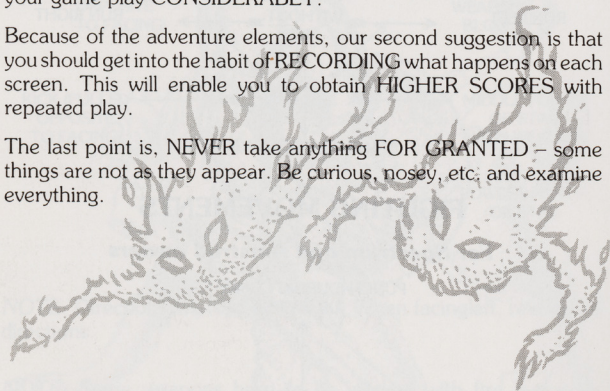 your game play CONSIDERABLY.
Because of the adventure elements, our second suggestion is that
you should get into the habit of RECORDING what happens on each
screen. This will enable you to obtain HIGHER SCORES with
repeated play.
The last point is, NEVER take anything FOR GRANTED – some
things are not as they appear. Be curious, nosey, etc. and examine
everything.